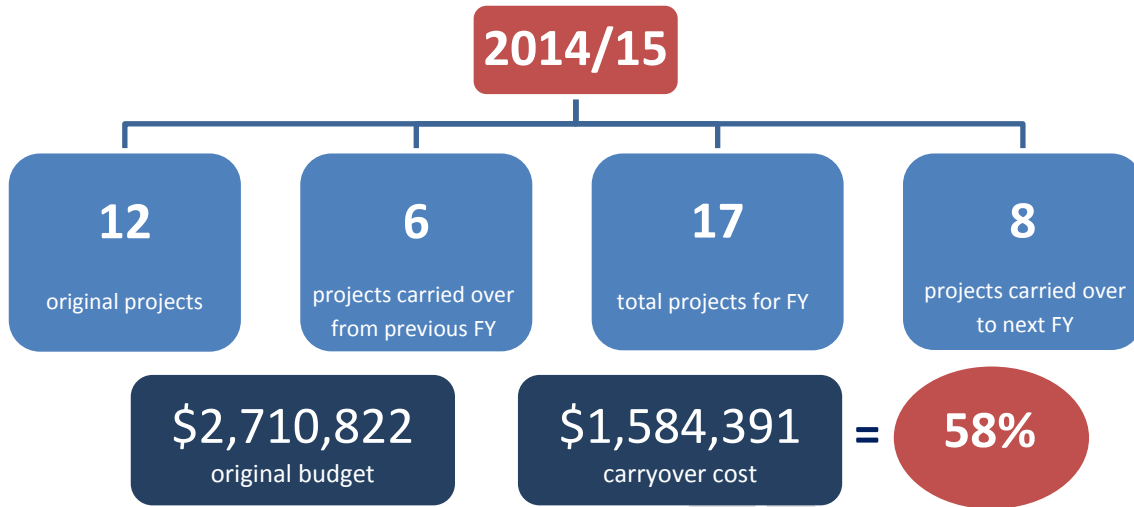 2014/15
12
original projects
6
projects carried over
from previous FY
17
total projects for FY
8
projects carried over
to next FY
$2,710,822
original budget
$1,584,391
carryover cost
=
58%